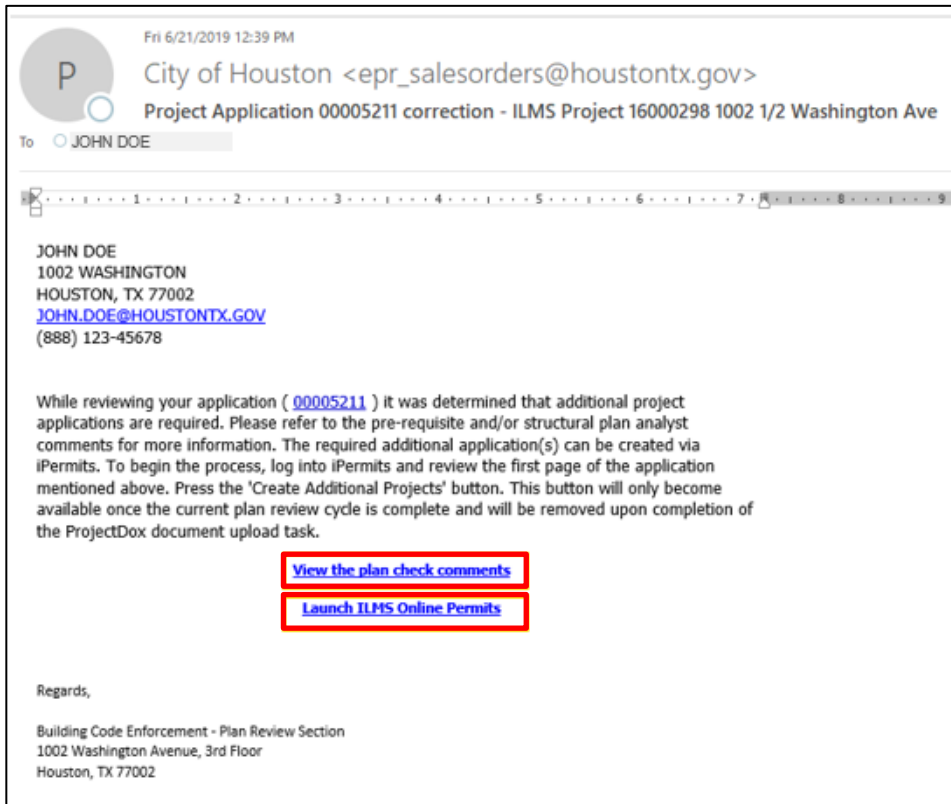 Fri 6/21/2019 12:39 PM
P
City of Houston <epr_salesorders@houstontx.gov>
Project Application 00005211 correction - ILMS Project 16000298 1002 1/2 Washington Ave
To JOHN DOE
1 2 3 4 5 6 7 8 9
JOHN DOE
1002 WASHINGTON
HOUSTON, TX 77002
JOHN.DOE@HOUSTONTX.GOV
(888) 123-45678
While reviewing your application ( 00005211 ) it was determined that additional project
applications are required. Please refer to the pre-requisite and/or structural plan analyst
comments for more information. The required additional application(s) can be created via
iPermits. To begin the process, log into iPermits and review the first page of the application
mentioned above. Press the 'Create Additional Projects' button. This button will only become
available once the current plan review cycle is complete and will be removed upon completion of
the ProjectDox document upload task.
View the plan check comments
Launch ILMS Online Permits
Regards,
Building Code Enforcement - Plan Review Section
1002 Washington Avenue, 3rd Floor
Houston, TX 77002